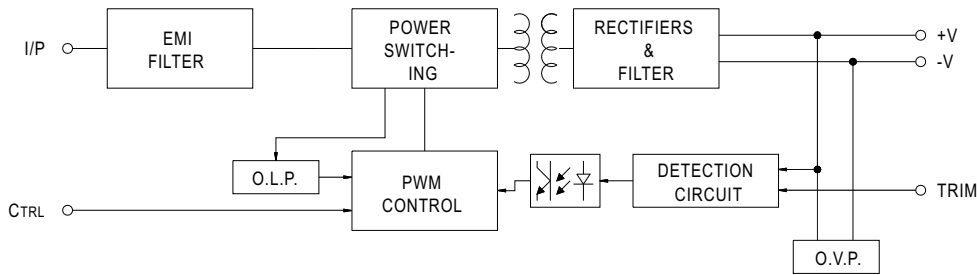 I/P
EMI
FILTER
POWER
SWITCH-
ING
RECTIFIERS
&
FILTER
+V
-V
O.L.P.
PWM
CONTROL
DETECTION
CIRCUIT
TRIM
CTRL
O.V.P.